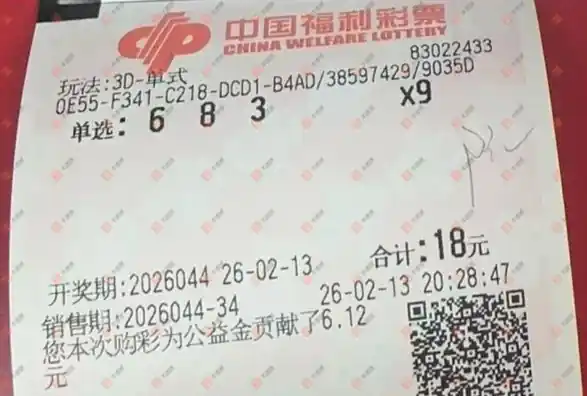 中国福利彩票
CHINA WELFARE LOTTERY
83022433
玩法:3D-单式
0E55-F341-C218-DCD1-B4AD/38597429/9035D
单选: 6 8 3 x9
合计:18元
开奖期:2026044 26-02-13
销售期:2026044-34 26-02-13 20:28:47
您本次购彩为公益金贡献了6.12
元